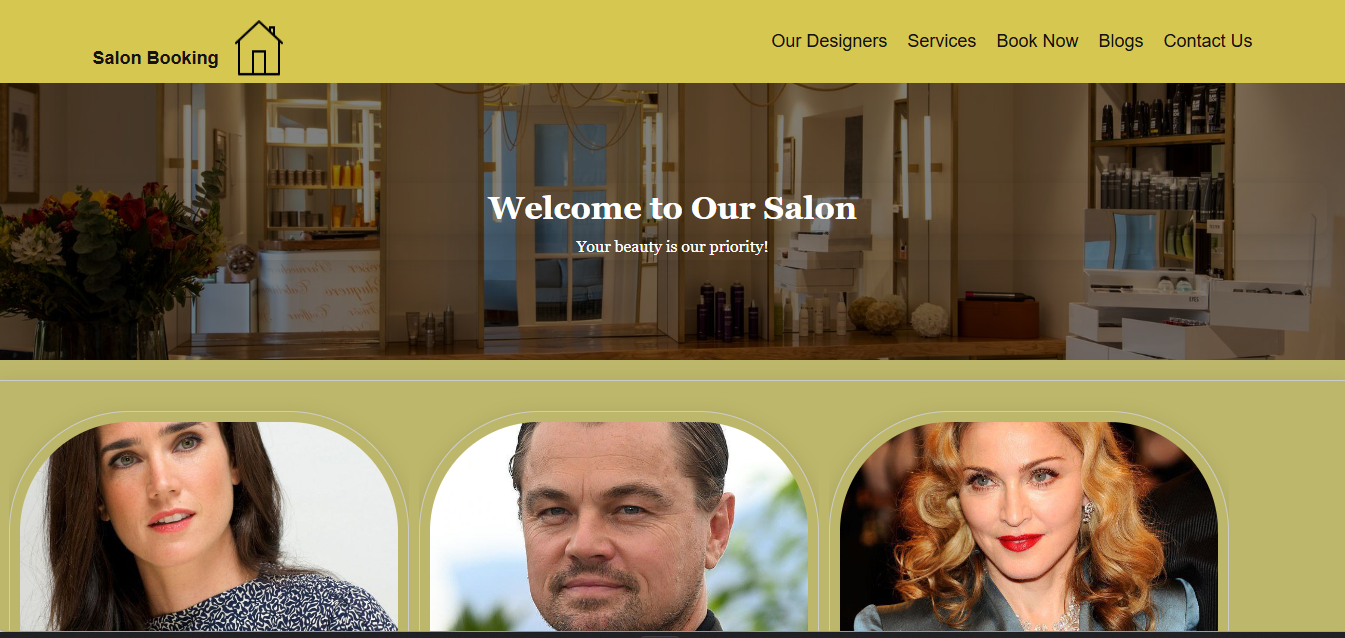 Salon Booking
Our Designers Services Book Now Blogs Contact Us
Welcome to Our Salon
Your beauty is our priority!